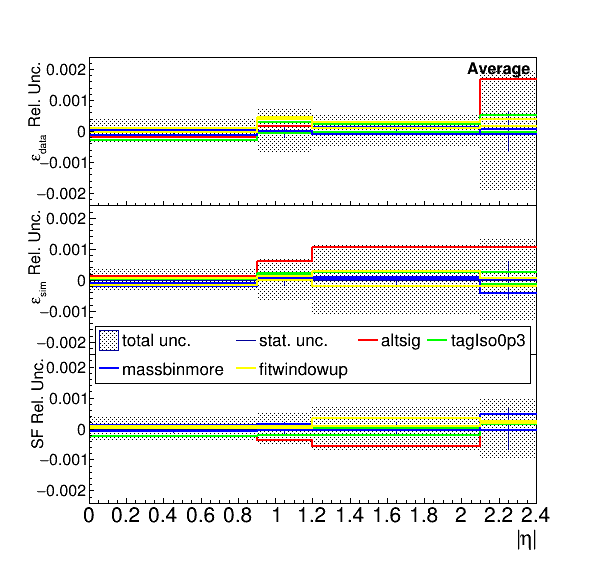 Average
ε_data Rel. Unc.
0.002
0.001
0
−0.001
−0.002
ε_sim Rel. Unc.
0.002
0.001
0
−0.001
−0.002
total unc.
stat. unc.
altsig
tagIso0p3
massbinmore
fitwindowup
SF Rel. Unc.
0.002
0.001
0
−0.001
−0.002
0 0.2 0.4 0.6 0.8 1 1.2 1.4 1.6 1.8 2 2.2 2.4
|η|